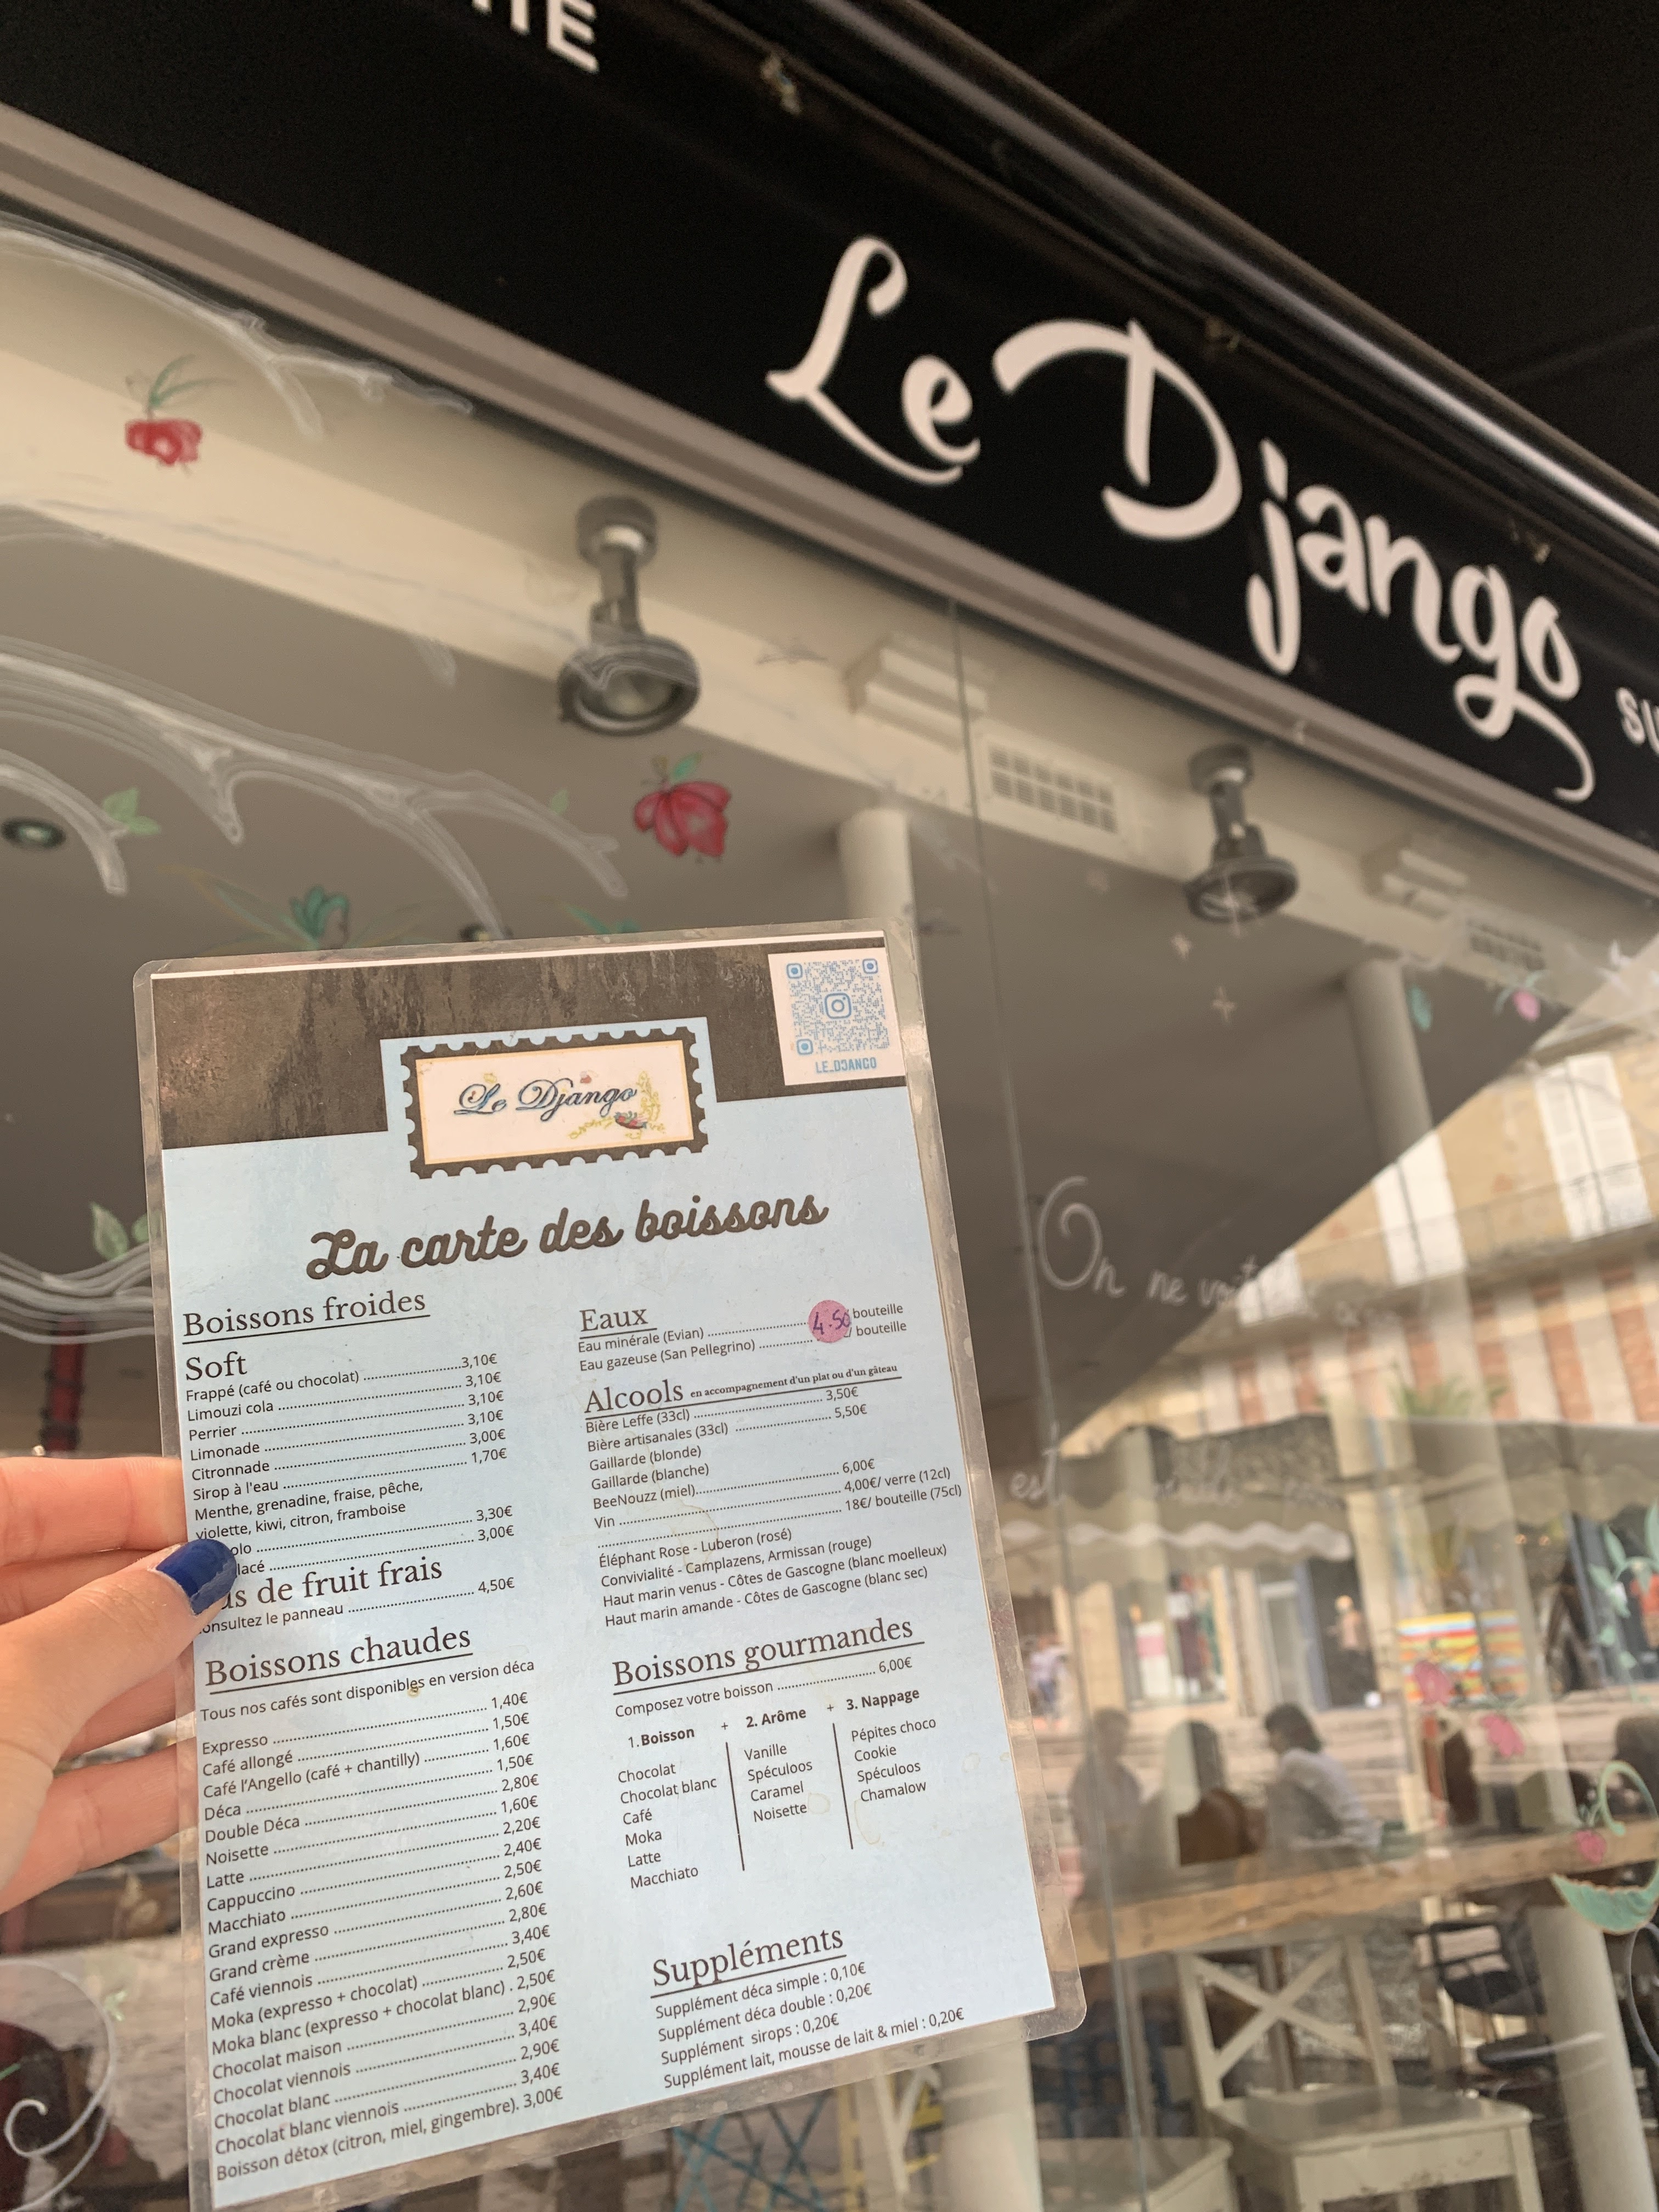 Le Django
LE_DJANGO
Le Django
La carte des boissons
Boissons froides
Soft
Frappé (café ou chocolat) 3,10€
Limouzi cola 3,10€
Perrier 3,10€
Limonade 3,10€
Citronnade 3,00€
Sirop à l'eau 1,70€
Menthe, grenadine, fraise, pêche,
violette, kiwi, citron, framboise
3,30€
3,00€
de fruit frais
le panneau 4,50€
Boissons chaudes
Tous nos cafés sont disponibles en version déca
Expresso 1,40€
Café allongé 1,50€
Café l'Angello (café + chantilly) 1,60€
Déca 1,50€
Double Déca 2,80€
Noisette 1,60€
Latte 2,20€
Cappuccino 2,40€
Macchiato 2,50€
Grand expresso 2,60€
Grand crème 2,80€
Café viennois 3,40€
Moka (expresso + chocolat) 2,50€
Moka blanc (expresso + chocolat blanc) . 2,50€
Chocolat maison 2,90€
Chocolat viennois 3,40€
Chocolat blanc 2,90€
Chocolat blanc viennois 3,40€
Boisson détox (citron, miel, gingembre). 3,00€
Eaux
Eau minérale (Evian) 4.50 bouteille
Eau gazeuse (San Pellegrino) / bouteille
Alcools en accompagnement d'un plat ou d'un gâteau
Bière Leffe (33cl) 3,50€
Bière artisanales (33cl) 5,50€
Gaillarde (blonde)
Gaillarde (blanche)
BeeNouzz (miel) 6,00€
Vin 4,00€/ verre (12cl)
18€/ bouteille (75cl)
Éléphant Rose - Luberon (rosé)
Convivialité - Camplazens, Armissan (rouge)
Haut marin venus - Côtes de Gascogne (blanc moelleux)
Haut marin amande - Côtes de Gascogne (blanc sec)
Boissons gourmandes
Composez votre boisson 6,00€
1. Boisson + 2. Arôme + 3. Nappage
Chocolat
Chocolat blanc
Café
Moka
Latte
Macchiato
Vanille
Spéculoos
Caramel
Noisette
Pépites choco
Cookie
Spéculoos
Chamalow
Suppléments
Supplément déca simple : 0,10€
Supplément déca double : 0,20€
Supplément sirops : 0,20€
Supplément lait, mousse de lait & miel : 0,20€
On ne
est